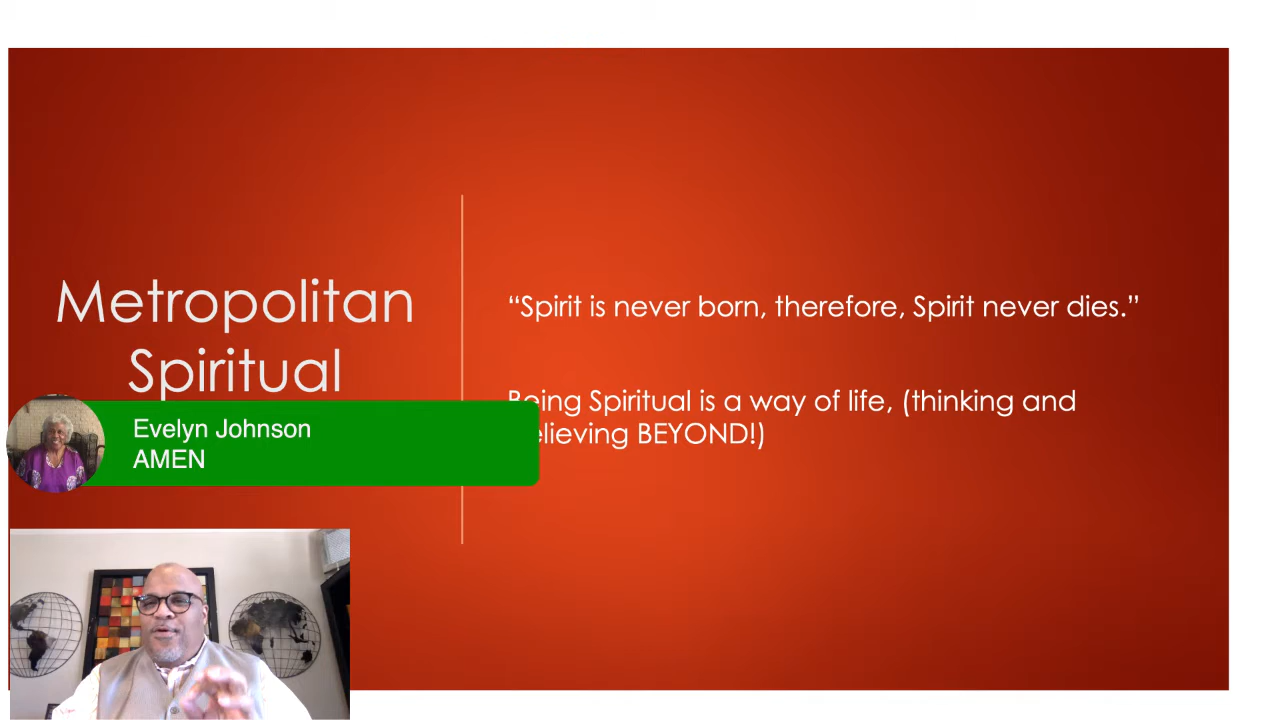 Metropolitan
Spiritual
“Spirit is never born, therefore, Spirit never dies.”
Being Spiritual is a way of life, (thinking and
elieving BEYOND!)
Evelyn Johnson
AMEN